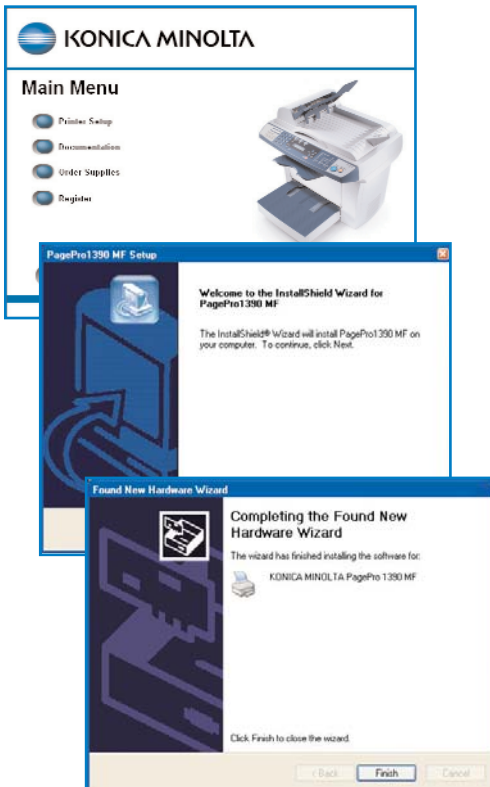 KONICA MINOLTA
Main Menu
Printer Setup
Documentation
Order Supplies
Register
PagePro1390 MF Setup
Welcome to the InstallShield Wizard for
PagePro1390 MF
The InstallShield® Wizard will install PagePro1390 MF on
your computer. To continue, click Next.
Found New Hardware Wizard
Completing the Found New
Hardware Wizard
The wizard has finished installing the software for:
KONICA MINOLTA PagePro 1390 MF
Click Finish to close the wizard.
< Back Finish Cancel